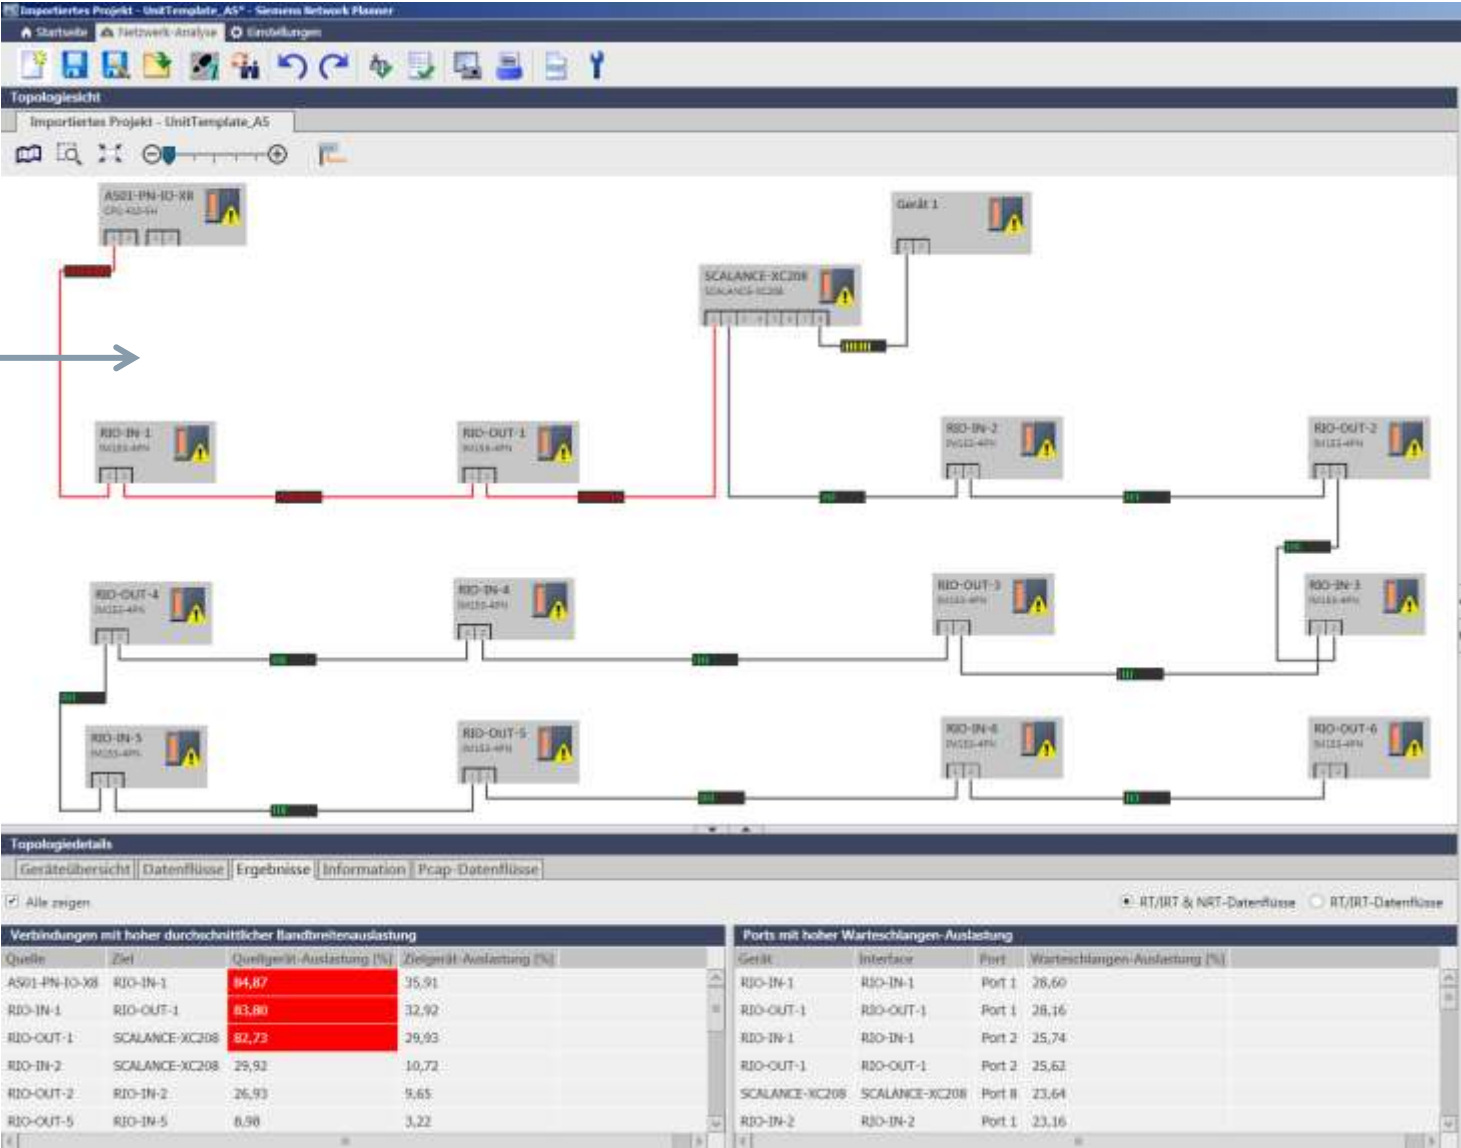 Importiertes Projekt - UnitTemplate_AS* - Siemens Network Planner
Startseite Netzwerk-Analyse Einstellungen
Topologiesicht
Importiertes Projekt - UnitTemplate_AS
AS01-PN-IO-X8
Gerät 1
SCALANCE-XC208
SCALANCE-XC208
RIO-IN-1
RIO-OUT-1
RIO-IN-2
RIO-OUT-2
RIO-OUT-4
RIO-IN-4
RIO-OUT-3
RIO-IN-3
RIO-IN-5
RIO-OUT-5
RIO-IN-6
RIO-OUT-6
Topologiedetails
Geräteübersicht Datenflüsse Ergebnisse Information Pcap-Datenflüsse
Alle zeigen RT/IRT & NRT-Datenflüsse RT/IRT-Datenflüsse
Verbindungen mit hoher durchschnittlicher Bandbreitenauslastung
Quelle Ziel Quellgerät-Auslastung [%] Zielgerät-Auslastung [%]
AS01-PN-IO-X8 RIO-IN-1 84,87 35,91
RIO-IN-1 RIO-OUT-1 83,80 32,92
RIO-OUT-1 SCALANCE-XC208 82,73 29,93
RIO-IN-2 SCALANCE-XC208 29,92 10,72
RIO-OUT-2 RIO-IN-2 26,93 9,65
RIO-OUT-5 RIO-IN-5 8,98 3,22
Ports mit hoher Warteschlangen-Auslastung
Gerät Interface Port Warteschlangen-Auslastung [%]
RIO-IN-1 RIO-IN-1 Port 1 28,60
RIO-OUT-1 RIO-OUT-1 Port 1 28,16
RIO-IN-1 RIO-IN-1 Port 2 25,74
RIO-OUT-1 RIO-OUT-1 Port 2 25,62
SCALANCE-XC208 SCALANCE-XC208 Port 8 23,64
RIO-IN-2 RIO-IN-2 Port 1 23,16